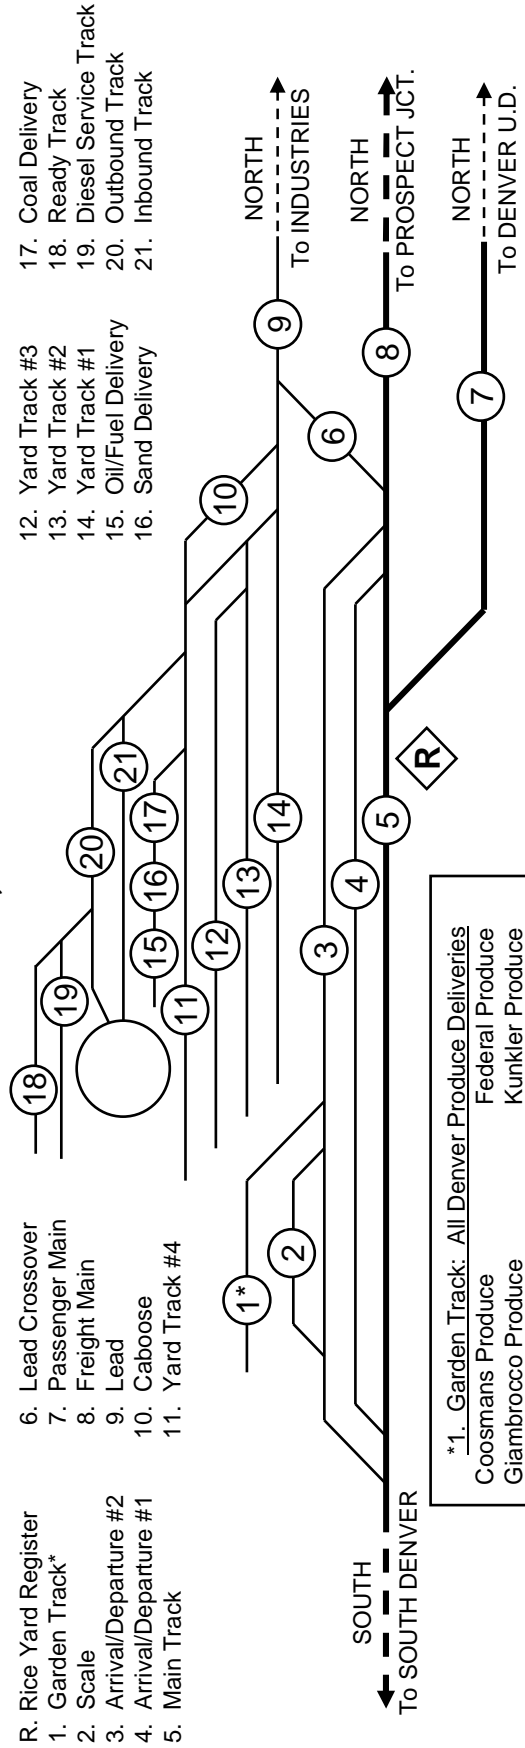 R. Rice Yard Register
1. Garden Track*
2. Scale
3. Arrival/Departure #2
4. Arrival/Departure #1
5. Main Track
6. Lead Crossover
7. Passenger Main
8. Freight Main
9. Lead
10. Caboose
11. Yard Track #4
12. Yard Track #3
13. Yard Track #2
14. Yard Track #1
15. Oil/Fuel Delivery
16. Sand Delivery
17. Coal Delivery
18. Ready Track
19. Diesel Service Track
20. Outbound Track
21. Inbound Track
18
19
20
21
15
16
17
10
11
12
13
14
9
NORTH
To INDUSTRIES
1*
2
3
6
4
SOUTH
To SOUTH DENVER
5
8
NORTH
To PROSPECT JCT.
R
7
NORTH
To DENVER U.D.
*1. Garden Track: All Denver Produce Deliveries
Coosmans Produce Federal Produce
Giambrocco Produce Kunkler Produce